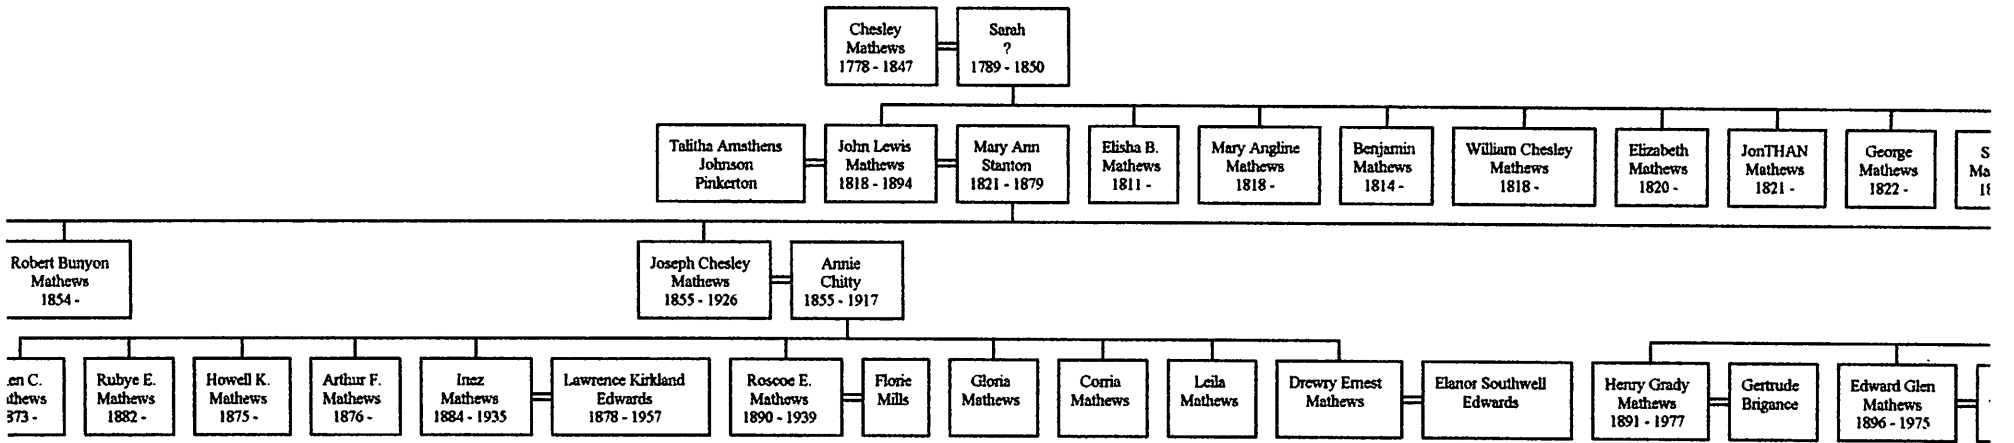 Chesley
Mathews
1778 - 1847
Sarah
?
1789 - 1850
Talitha Amsthens
Johnson
Pinkerton
John Lewis
Mathews
1818 - 1894
Mary Ann
Stanton
1821 - 1879
Elisha B.
Mathews
1811 -
Mary Angline
Mathews
1818 -
Benjamin
Mathews
1814 -
William Chesley
Mathews
1818 -
Elizabeth
Mathews
1820 -
JonTHAN
Mathews
1821 -
George
Mathews
1822 -
S
Ma
18
Robert Bunyon
Mathews
1854 -
Joseph Chesley
Mathews
1855 - 1926
Annie
Chitty
1855 - 1917
en C.
thews
873 -
Rubye E.
Mathews
1882 -
Howell K.
Mathews
1875 -
Arthur F.
Mathews
1876 -
Inez
Mathews
1884 - 1935
Lawrence Kirkland
Edwards
1878 - 1957
Roscoe E.
Mathews
1890 - 1939
Florie
Mills
Gloria
Mathews
Corria
Mathews
Leila
Mathews
Drewry Ernest
Mathews
Elanor Southwell
Edwards
Henry Grady
Mathews
1891 - 1977
Gertrude
Brigance
Edward Glen
Mathews
1896 - 1975